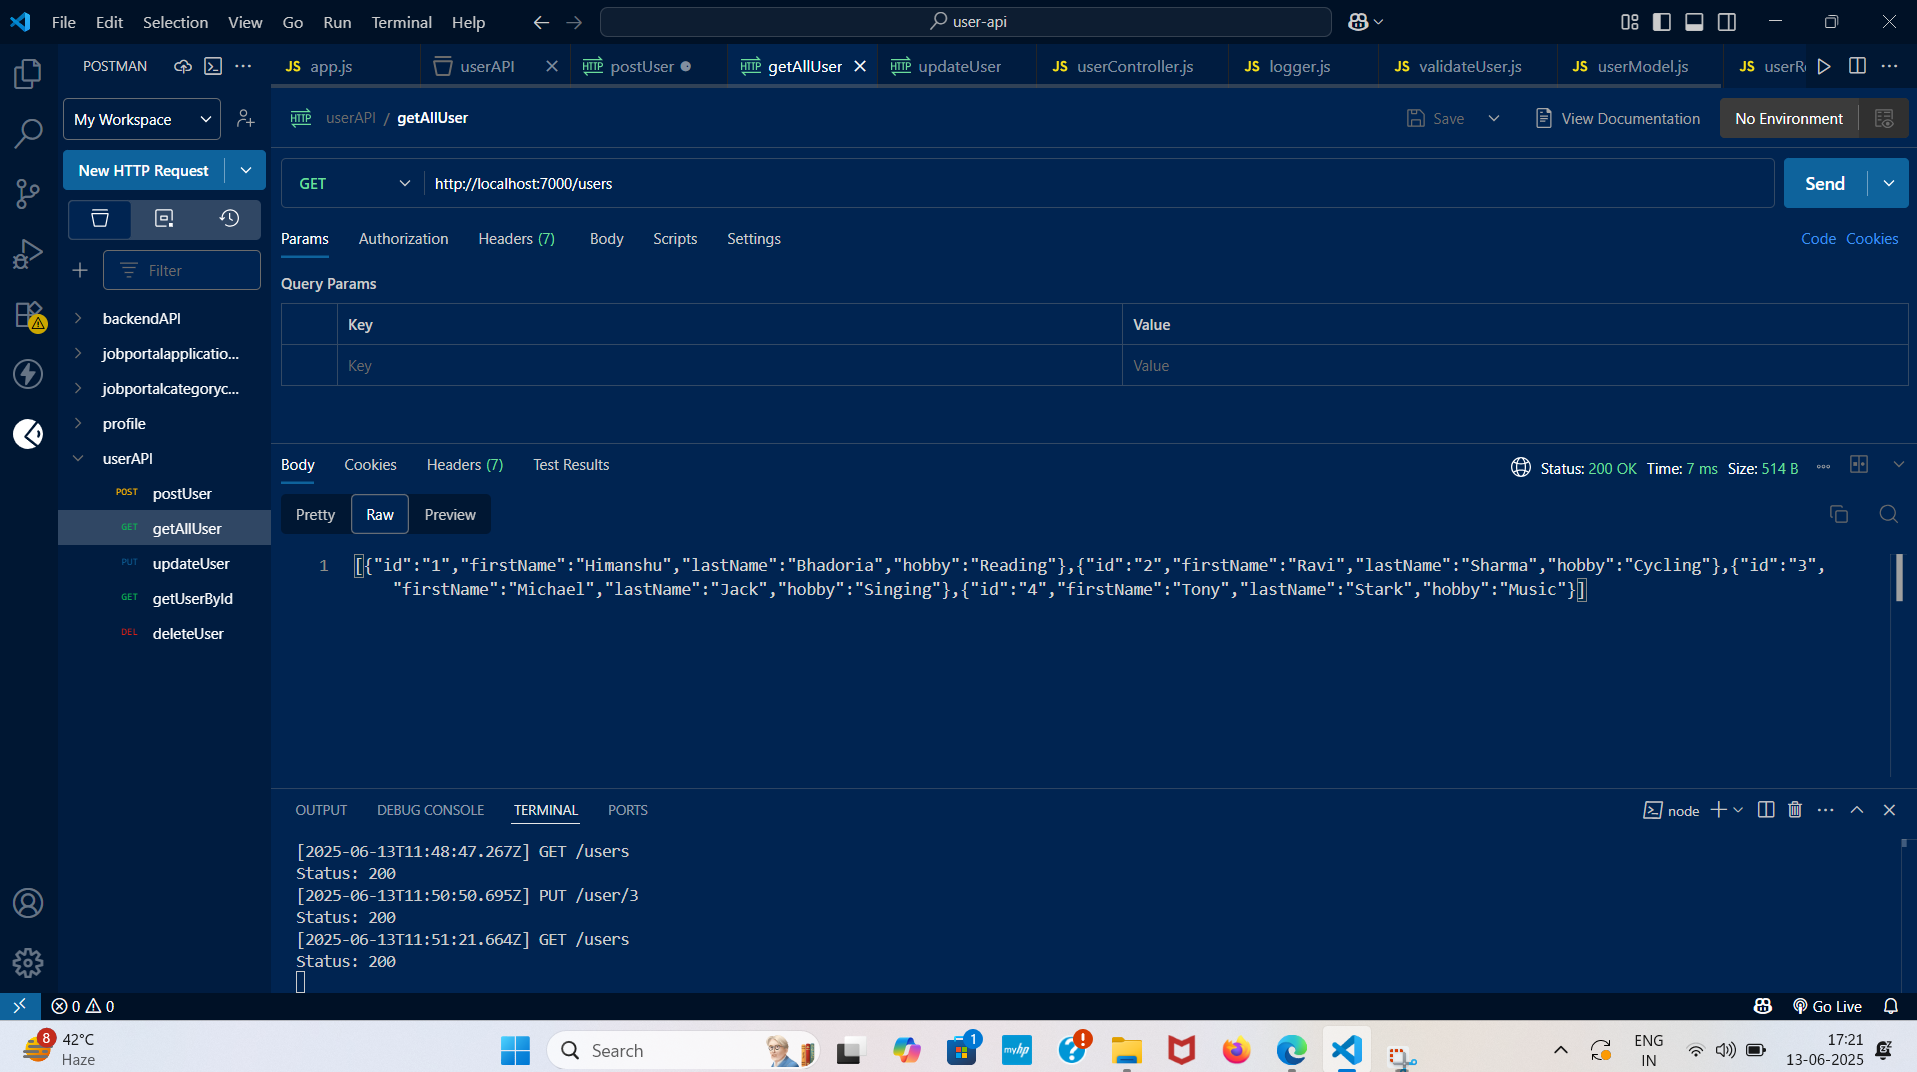 File Edit Selection View Go Run Terminal Help
user-api
POSTMAN
JS app.js
userAPI
HTTP postUser
HTTP getAllUser
HTTP updateUser
JS userController.js
JS logger.js
JS validateUser.js
JS userModel.js
JS userR
My Workspace
HTTP userAPI / getAllUser
Save
View Documentation
No Environment
New HTTP Request
GET http://localhost:7000/users
Send
Params Authorization Headers (7) Body Scripts Settings
Code Cookies
Filter
Query Params
Key Value
Key Value
backendAPI
jobportalapplicatio...
jobportalcategoryc...
profile
userAPI
POST postUser
GET getAllUser
PUT updateUser
GET getUserById
DEL deleteUser
Body Cookies Headers (7) Test Results
Status: 200 OK Time: 7 ms Size: 514 B
Pretty Raw Preview
1 [{"id":"1","firstName":"Himanshu","lastName":"Bhadoria","hobby":"Reading"},{"id":"2","firstName":"Ravi","lastName":"Sharma","hobby":"Cycling"},{"id":"3",
"firstName":"Michael","lastName":"Jack","hobby":"Singing"},{"id":"4","firstName":"Tony","lastName":"Stark","hobby":"Music"}]
OUTPUT DEBUG CONSOLE TERMINAL PORTS
node
[2025-06-13T11:48:47.267Z] GET /users
Status: 200
[2025-06-13T11:50:50.695Z] PUT /user/3
Status: 200
[2025-06-13T11:51:21.664Z] GET /users
Status: 200
0 0
Go Live
8
42°C
Haze
Search
1
myhp
ENG
IN
17:21
13-06-2025